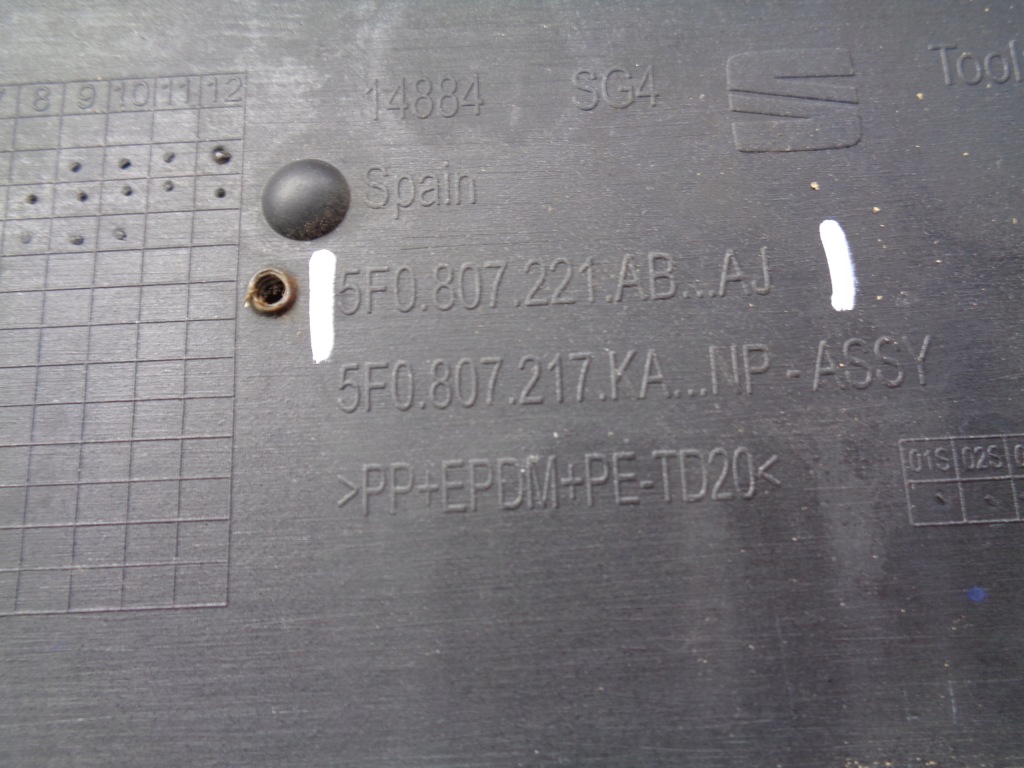 8 9 10 11 12
14884 SG4 Tool
Spain
5F0.807.221.AB...AJ
5F0.807.217.KA....NP - ASSY
>PP+EPDM+PE-TD20<
01S 02S